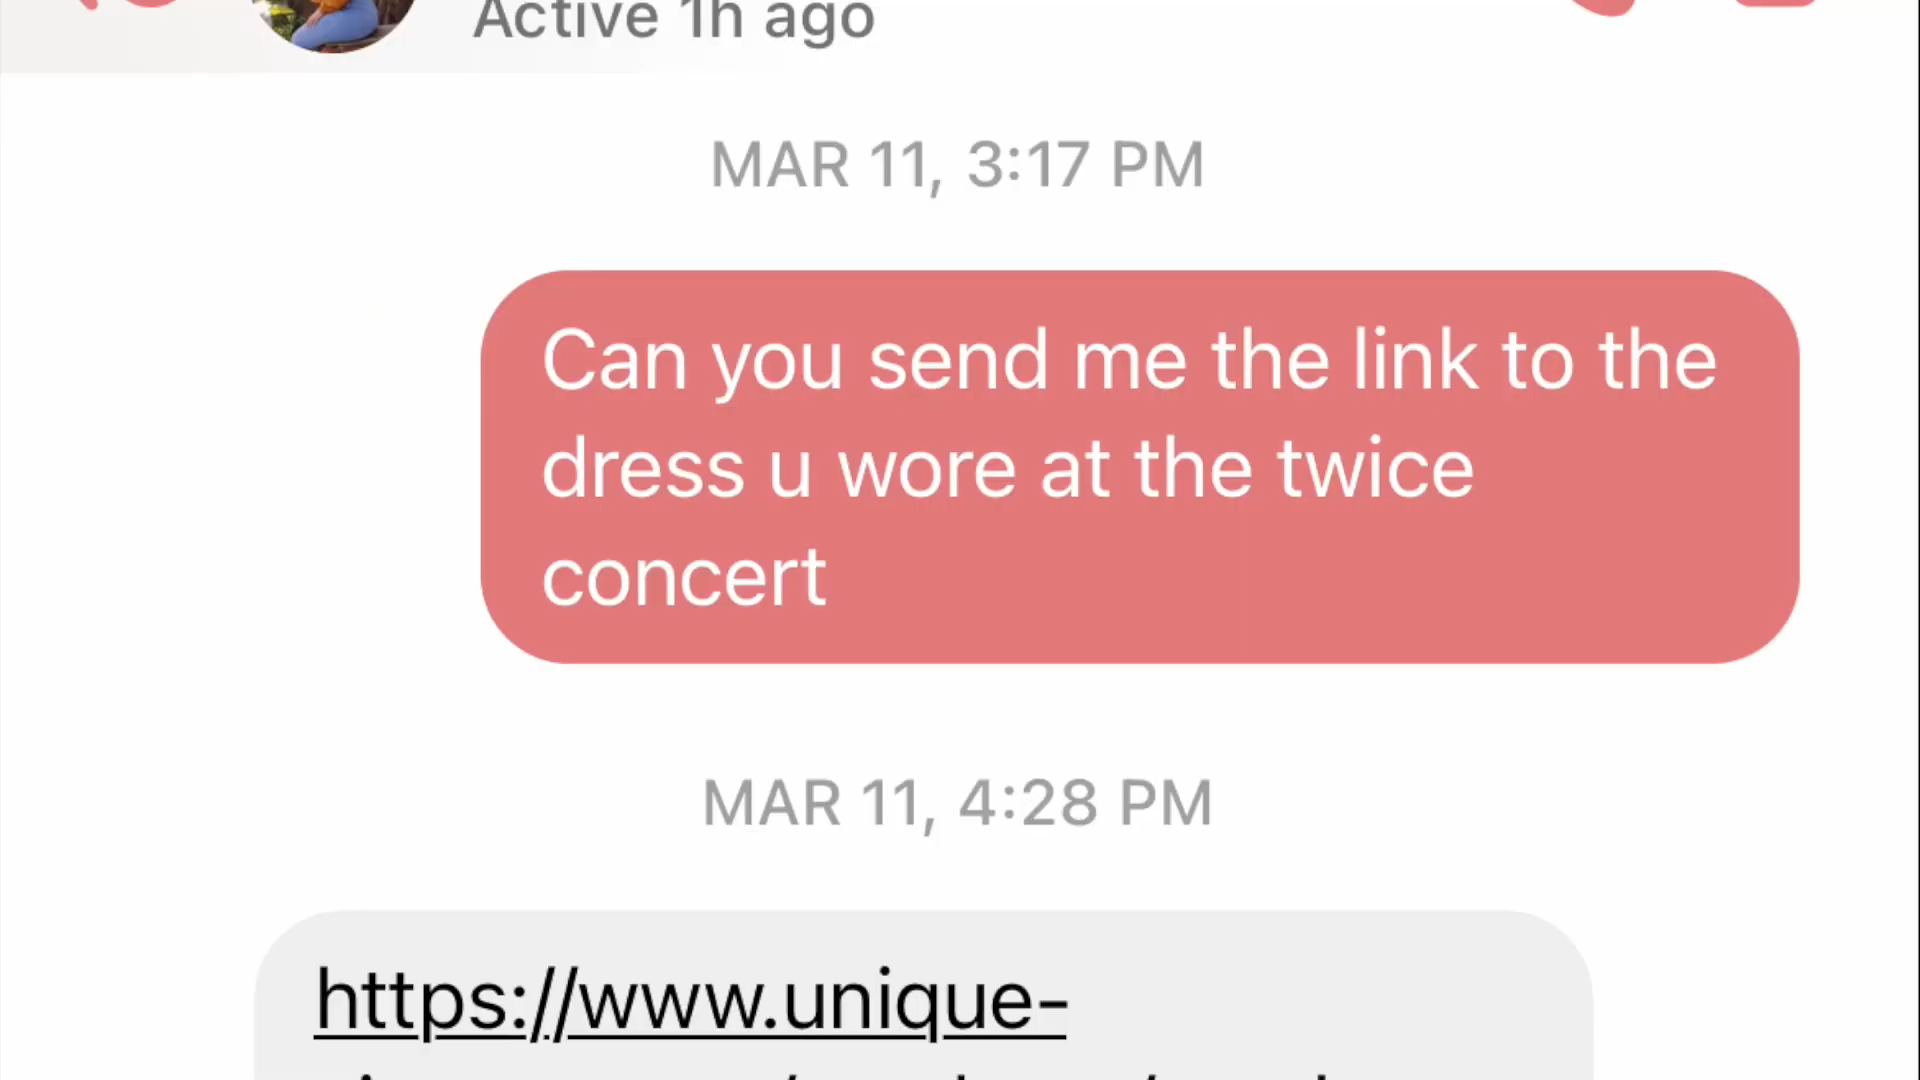 Active 1h ago
MAR 11, 3:17 PM
Can you send me the link to the
dress u wore at the twice
concert
MAR 11, 4:28 PM
https://www.unique-